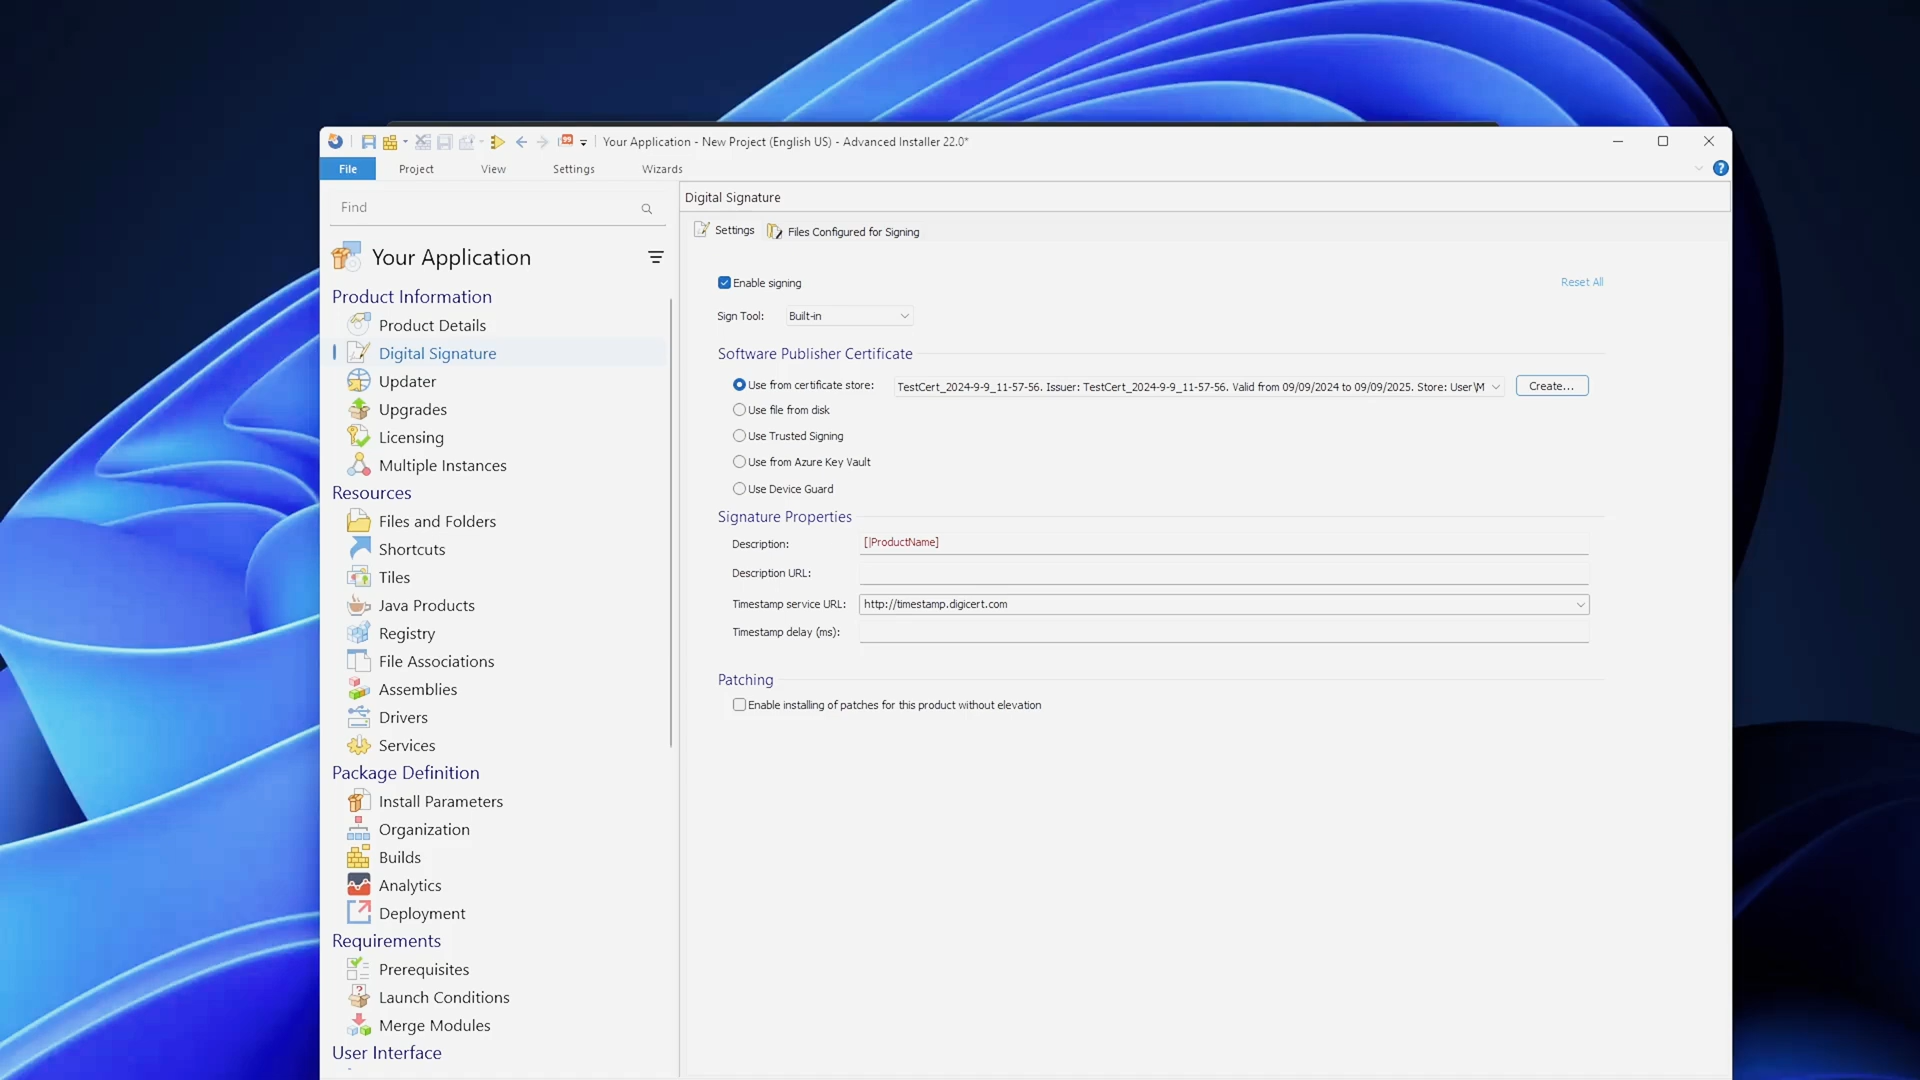 99
Your Application - New Project (English US) - Advanced Installer 22.0*
File Project View Settings Wizards
?
Find
Your Application
Product Information
Product Details
Digital Signature
Updater
Upgrades
Licensing
Multiple Instances
Resources
Files and Folders
Shortcuts
Tiles
Java Products
Registry
File Associations
Assemblies
Drivers
Services
Package Definition
Install Parameters
Organization
Builds
Analytics
Deployment
Requirements
Prerequisites
Launch Conditions
Merge Modules
User Interface
Digital Signature
Settings Files Configured for Signing
Enable signing Reset All
Sign Tool: Built-in
Software Publisher Certificate
Use from certificate store: TestCert_2024-9-9_11-57-56. Issuer: TestCert_2024-9-9_11-57-56. Valid from 09/09/2024 to 09/09/2025. Store: User\M Create...
Use file from disk
Use Trusted Signing
Use from Azure Key Vault
Use Device Guard
Signature Properties
Description: [|ProductName]
Description URL:
Timestamp service URL: http://timestamp.digicert.com
Timestamp delay (ms):
Patching
Enable installing of patches for this product without elevation